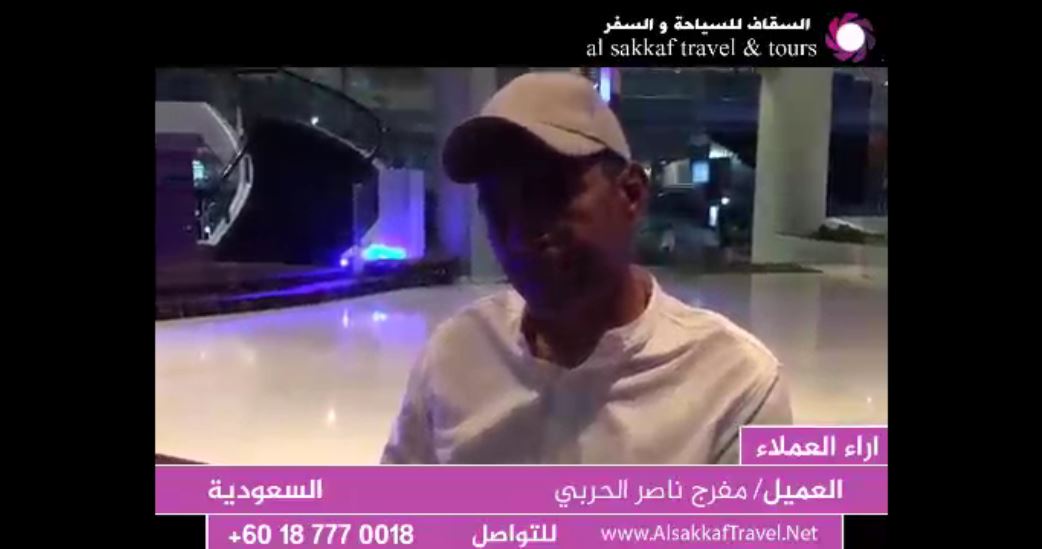 السقاف للسياحة و السفر
al sakkaf travel & tours
اراء العملاء
العميل/ مفرج ناصر الحربي السعودية
www.AlsakkafTravel.Net للتواصل +60 18 777 0018